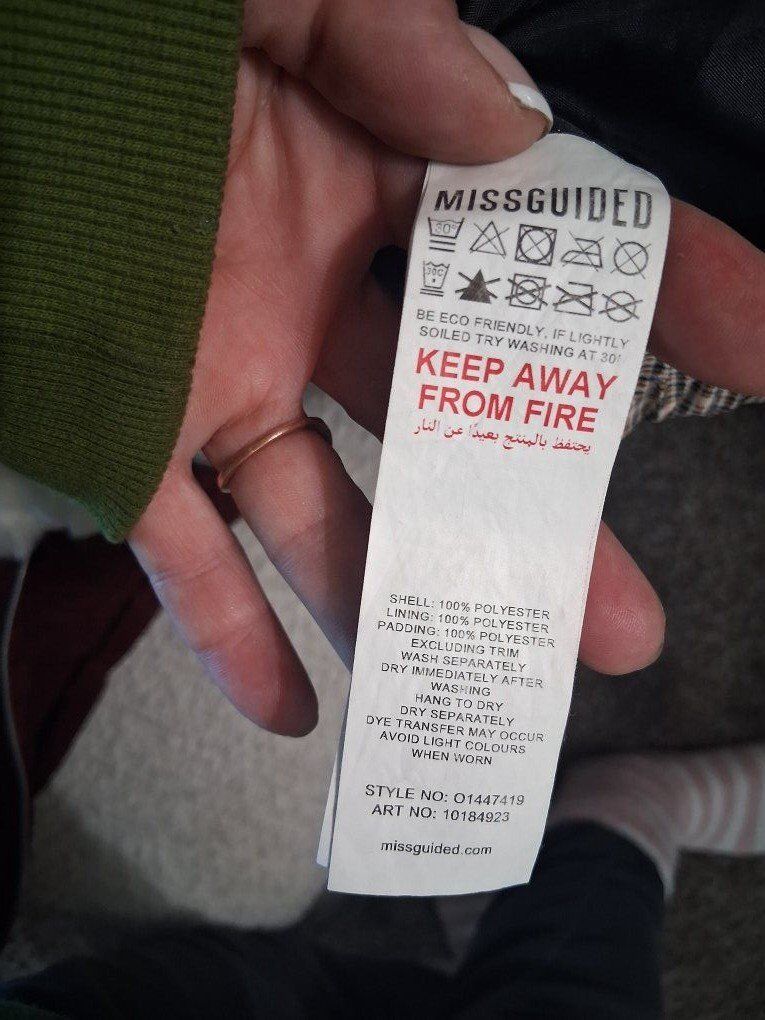 MISSGUIDED
30°
30C
BE ECO FRIENDLY, IF LIGHTLY
SOILED TRY WASHING AT 30
KEEP AWAY
FROM FIRE
يحتفظ بالمنتج بعيدًا عن النار
SHELL: 100% POLYESTER
LINING: 100% POLYESTER
PADDING: 100% POLYESTER
EXCLUDING TRIM
WASH SEPARATELY
DRY IMMEDIATELY AFTER
WASHING
HANG TO DRY
DRY SEPARATELY
DYE TRANSFER MAY OCCUR
AVOID LIGHT COLOURS
WHEN WORN
STYLE NO: O1447419
ART NO: 10184923
missguided.com